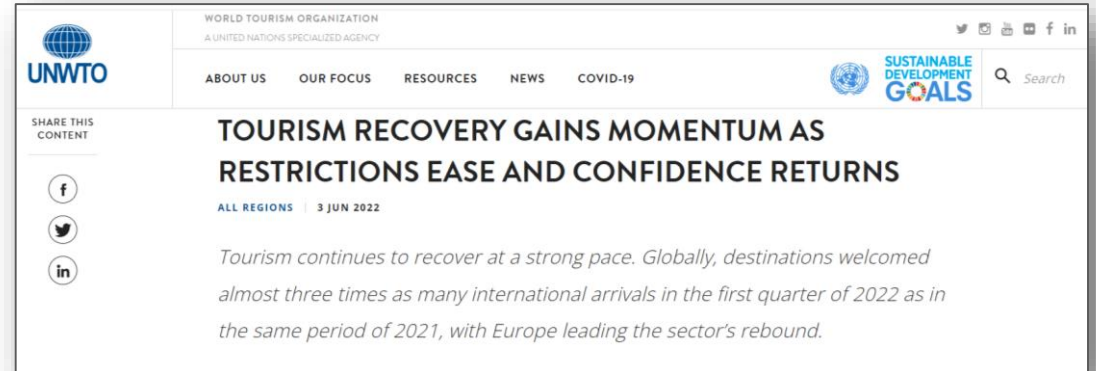 WORLD TOURISM ORGANIZATION
A UNITED NATIONS SPECIALIZED AGENCY
UNWTO
ABOUT US OUR FOCUS RESOURCES NEWS COVID-19
SUSTAINABLE
DEVELOPMENT
GOALS
Search
SHARE THIS
CONTENT
TOURISM RECOVERY GAINS MOMENTUM AS
RESTRICTIONS EASE AND CONFIDENCE RETURNS
ALL REGIONS | 3 JUN 2022
Tourism continues to recover at a strong pace. Globally, destinations welcomed
almost three times as many international arrivals in the first quarter of 2022 as in
the same period of 2021, with Europe leading the sector's rebound.